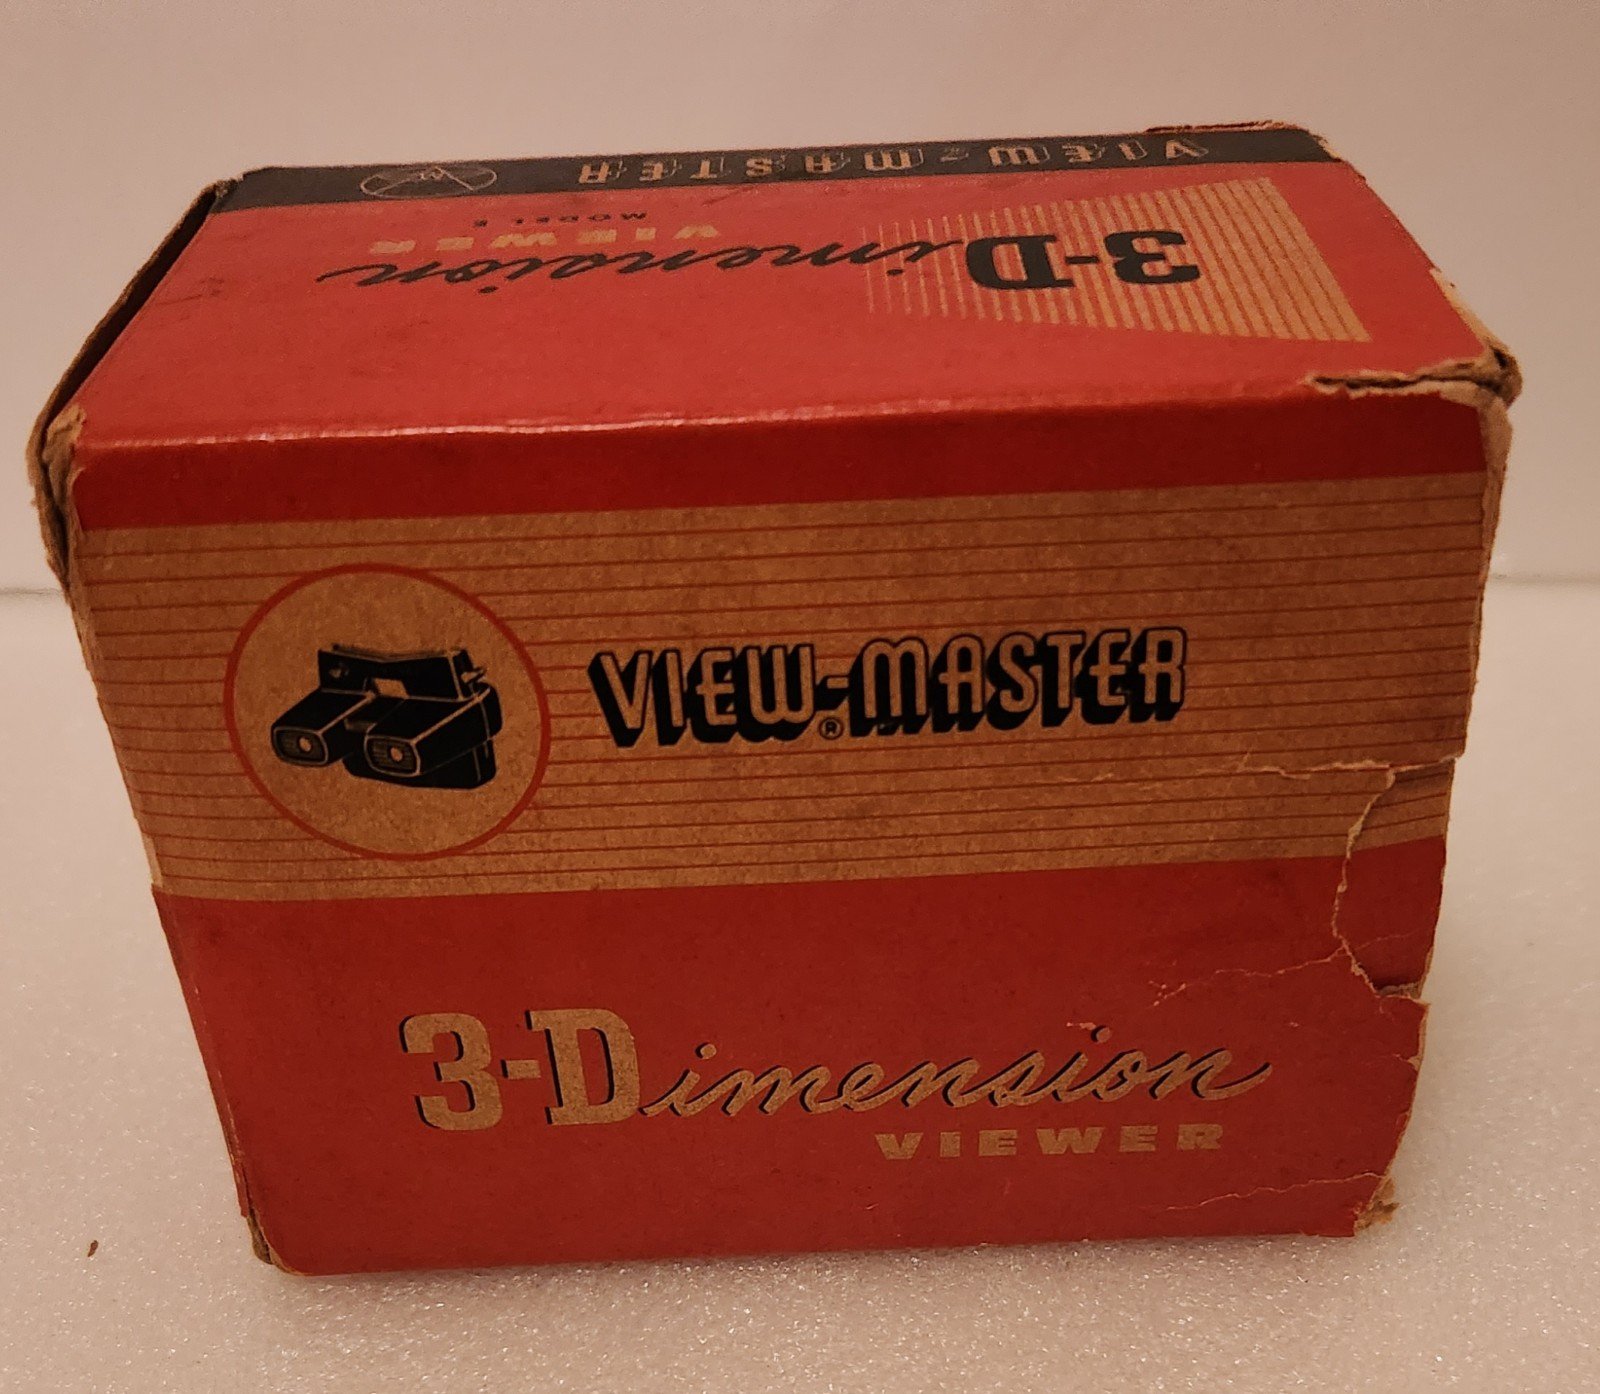 VIEW-MASTER
3-Dimension
VIEWER
MODEL E
VIEW-MASTER®
3-Dimension
VIEWER